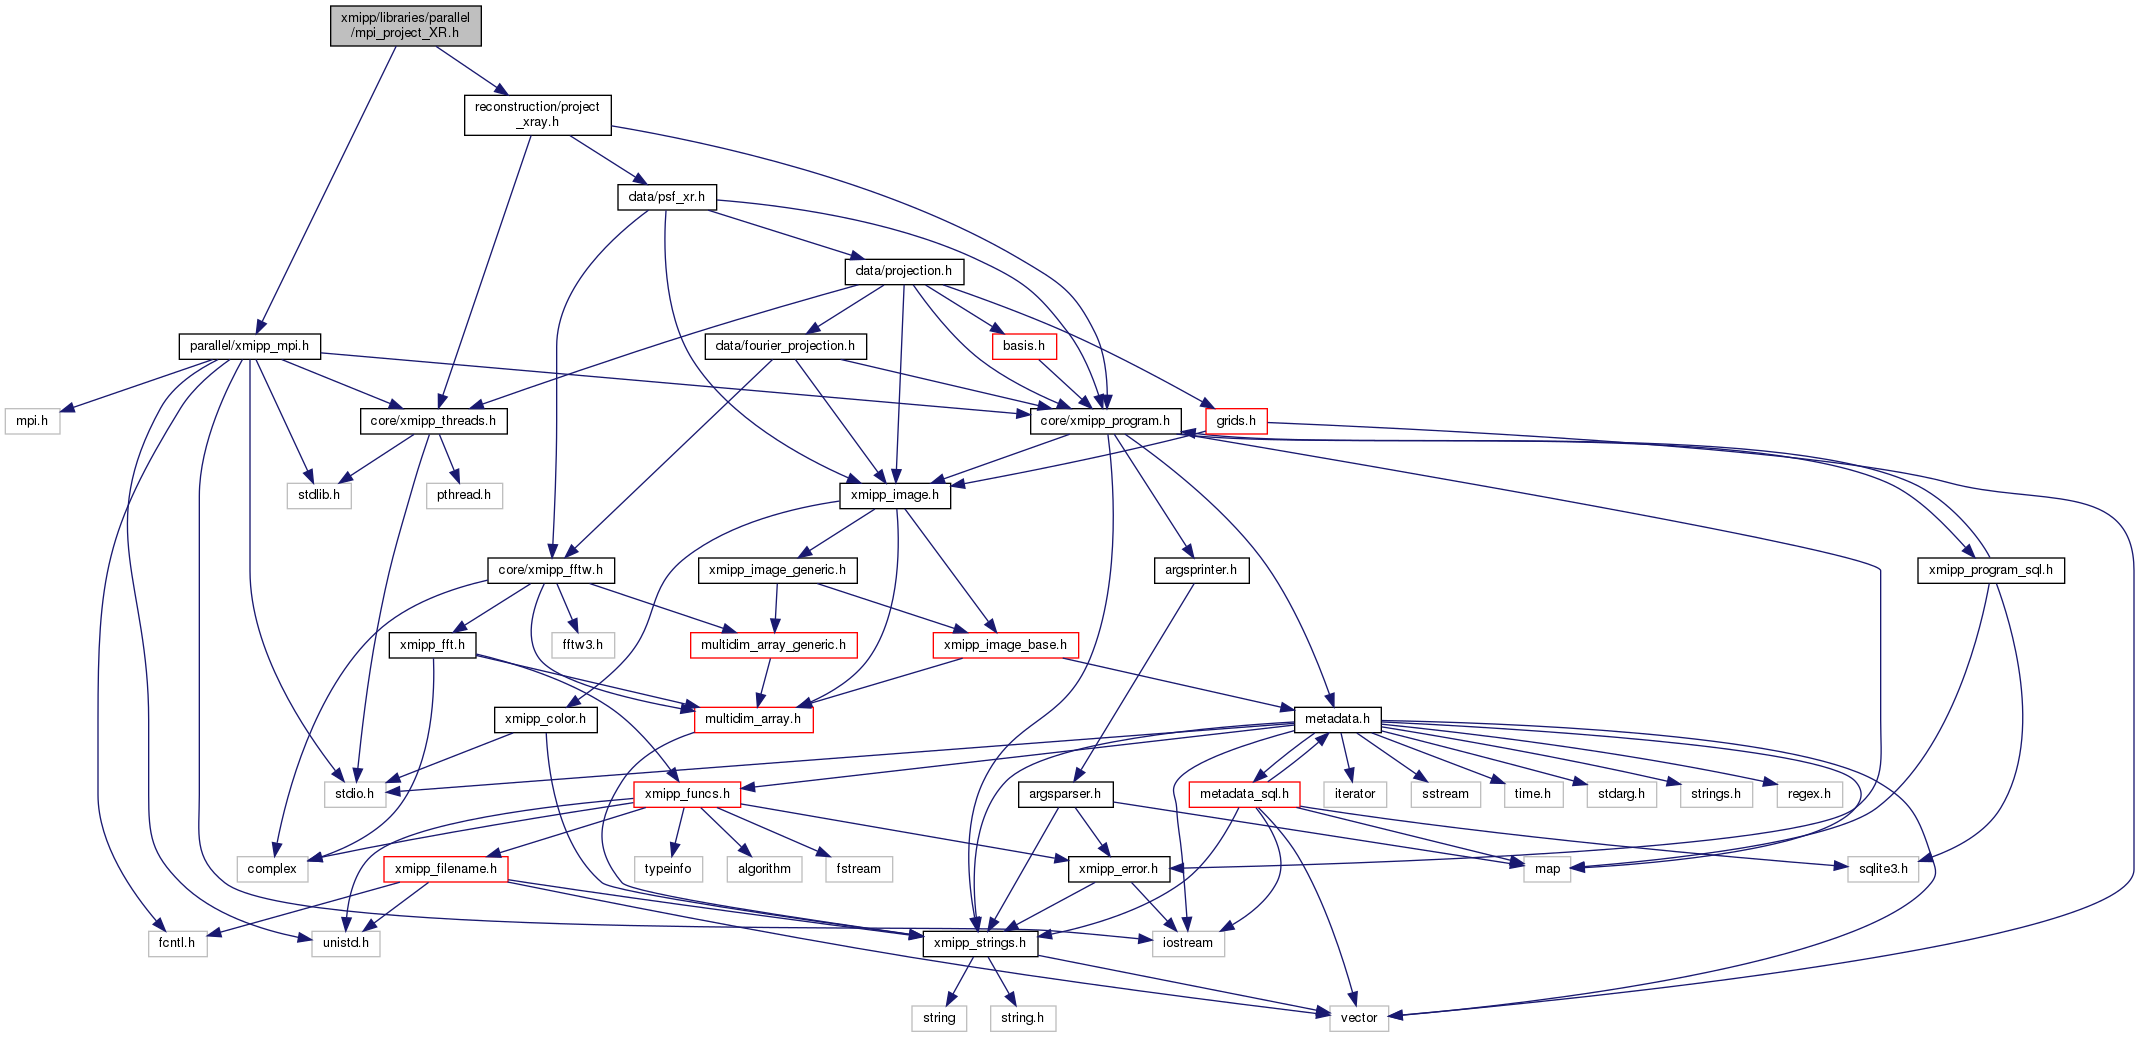 xmipp/libraries/parallel
/mpi_project_XR.h
reconstruction/project
_xray.h
data/psf_xr.h
data/projection.h
parallel/xmipp_mpi.h
data/fourier_projection.h
basis.h
mpi.h
core/xmipp_threads.h
core/xmipp_program.h
grids.h
stdlib.h
pthread.h
xmipp_image.h
core/xmipp_fftw.h
xmipp_image_generic.h
argsprinter.h
xmipp_program_sql.h
xmipp_fft.h
fftw3.h
multidim_array_generic.h
xmipp_image_base.h
xmipp_color.h
multidim_array.h
metadata.h
stdio.h
xmipp_funcs.h
argsparser.h
metadata_sql.h
iterator
sstream
time.h
stdarg.h
strings.h
regex.h
complex
xmipp_filename.h
typeinfo
algorithm
fstream
xmipp_error.h
map
sqlite3.h
fcntl.h
unistd.h
xmipp_strings.h
iostream
string
string.h
vector